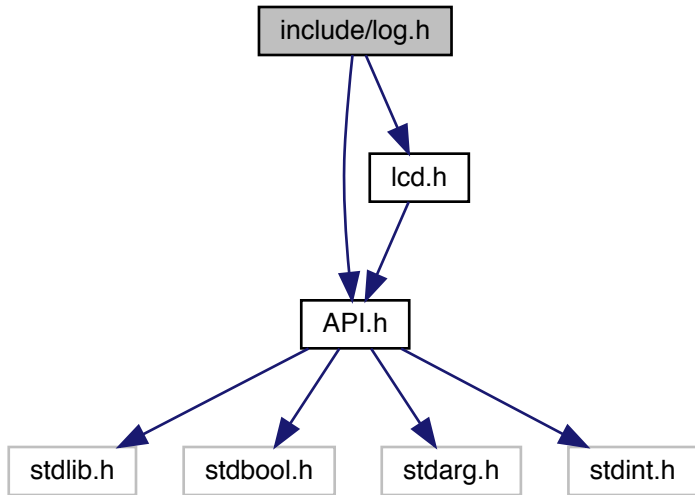 include/log.h
lcd.h
API.h
stdlib.h
stdbool.h
stdarg.h
stdint.h